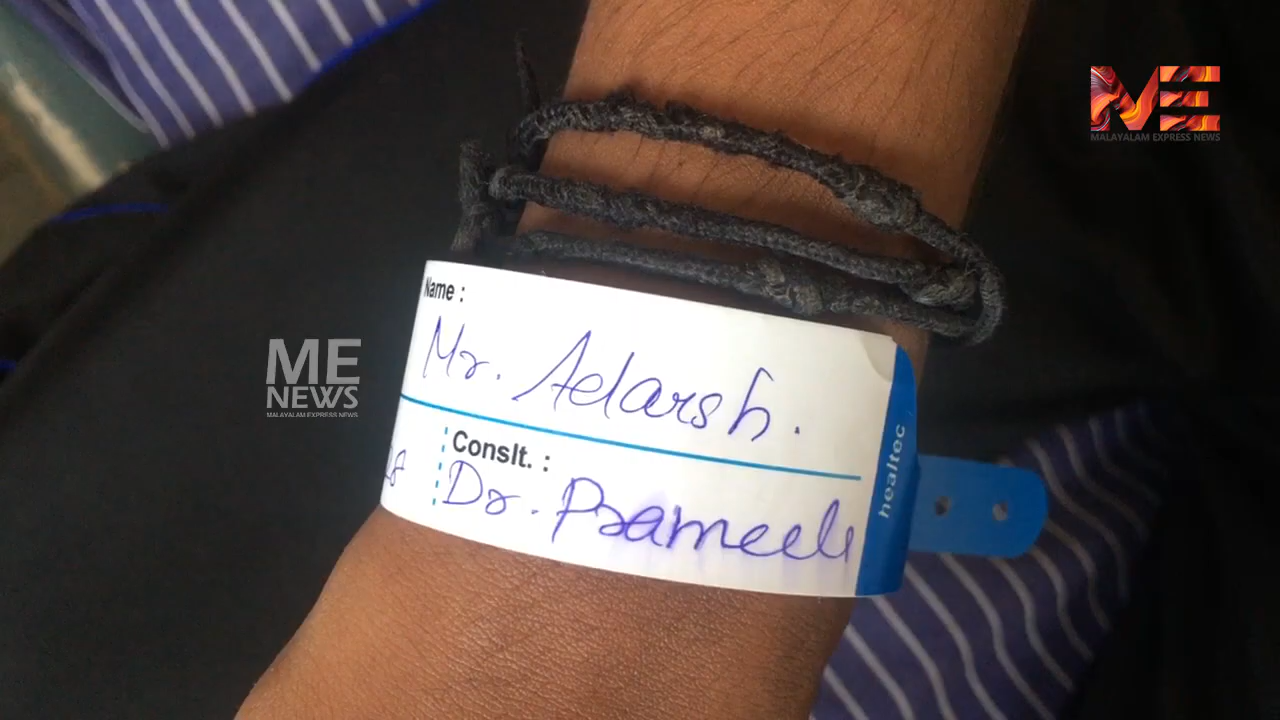 ME
MALAYALAM EXPRESS NEWS
Name :
Mr. Adarsh.
ME
NEWS
MALAYALAM EXPRESS NEWS
Conslt. :
Dr. Prameela
healtec